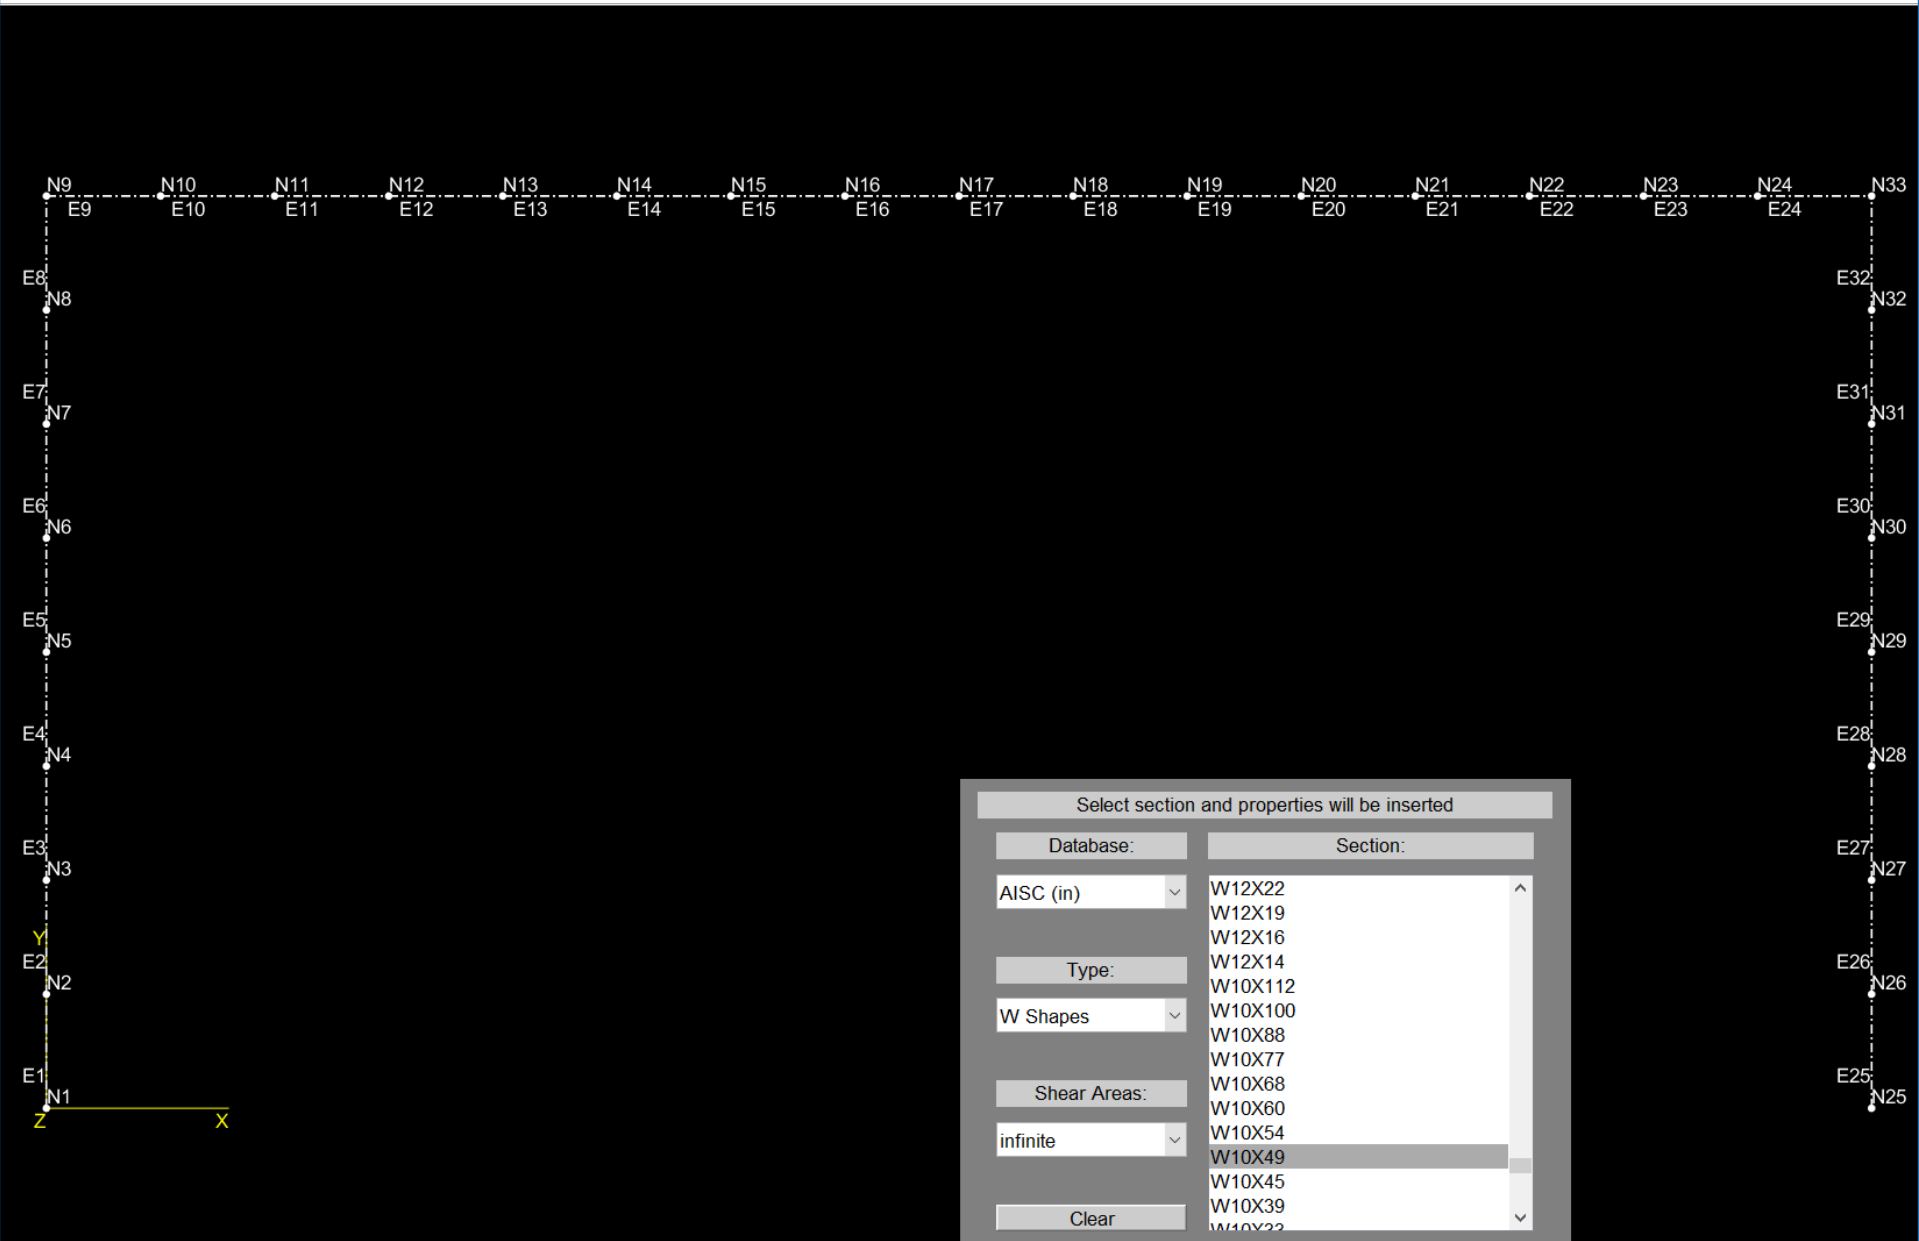 N9 N10 N11 N12 N13 N14 N15 N16 N17 N18 N19 N20 N21 N22 N23 N24 N33
E9 E10 E11 E12 E13 E14 E15 E16 E17 E18 E19 E20 E21 E22 E23 E24
E8 E32
N8 N32
E7 E31
N7 N31
E6 E30
N6 N30
E5 E29
N5 N29
E4 E28
N4 N28
E3 E27
N3 N27
Y
E2 E26
N2 N26
E1 E25
N1 N25
Z X
Select section and properties will be inserted
Database:
AISC (in)
Type:
W Shapes
Shear Areas:
infinite
Clear
Section:
W12X22
W12X19
W12X16
W12X14
W10X112
W10X100
W10X88
W10X77
W10X68
W10X60
W10X54
W10X49
W10X45
W10X39
W10X33